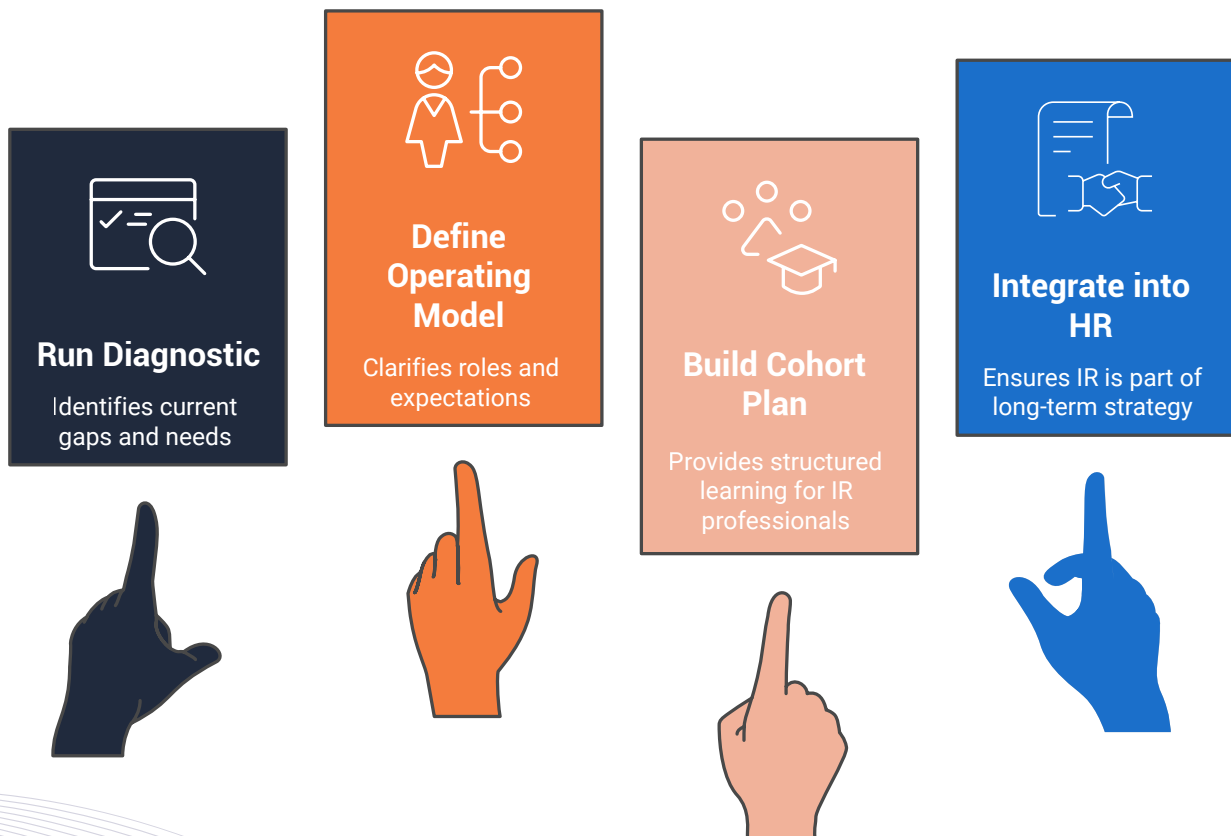 Run Diagnostic
Identifies current
gaps and needs
Define
Operating
Model
Clarifies roles and
expectations
Build Cohort
Plan
Provides structured
learning for IR
professionals
Integrate into
HR
Ensures IR is part of
long-term strategy